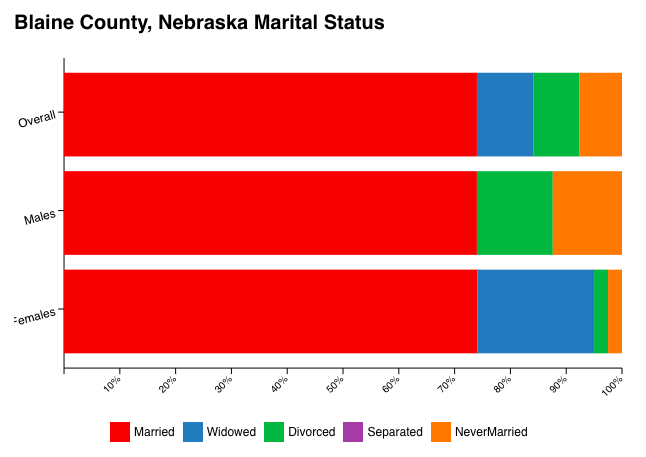 Blaine County, Nebraska Marital Status
Overall
Males
Females
10%
20%
30%
40%
50%
60%
70%
80%
90%
100%
Married
Widowed
Divorced
Separated
NeverMarried